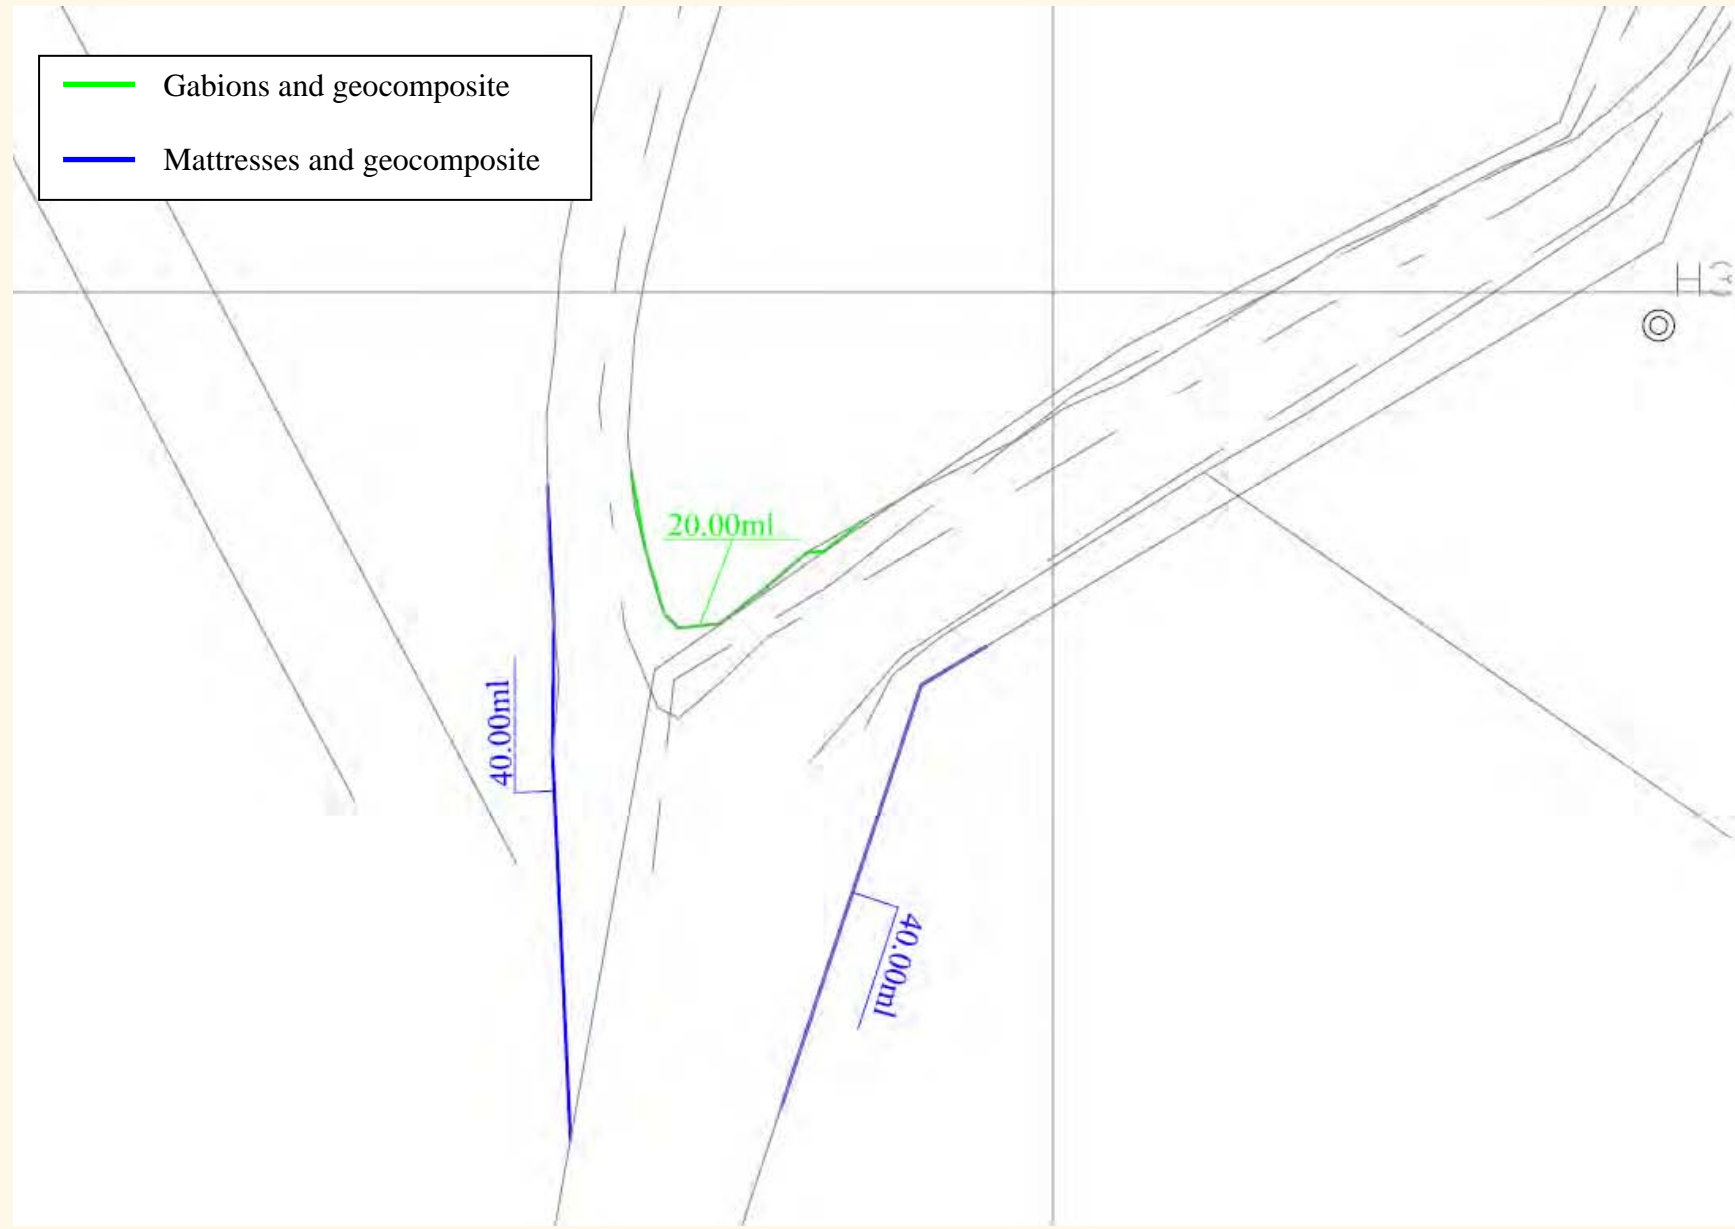 Gabions and geocomposite
Mattresses and geocomposite
20.00ml
40.00ml
40.00ml